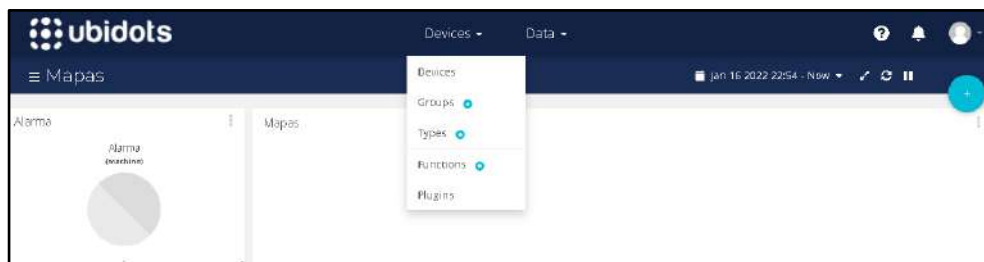 ubidots
Devices
Data
Mapas
Jan 16 2022 22:54 - Now
Devices
Groups
Types
Functions
Plugins
Alarma
Alarma
(machine)
Mapas